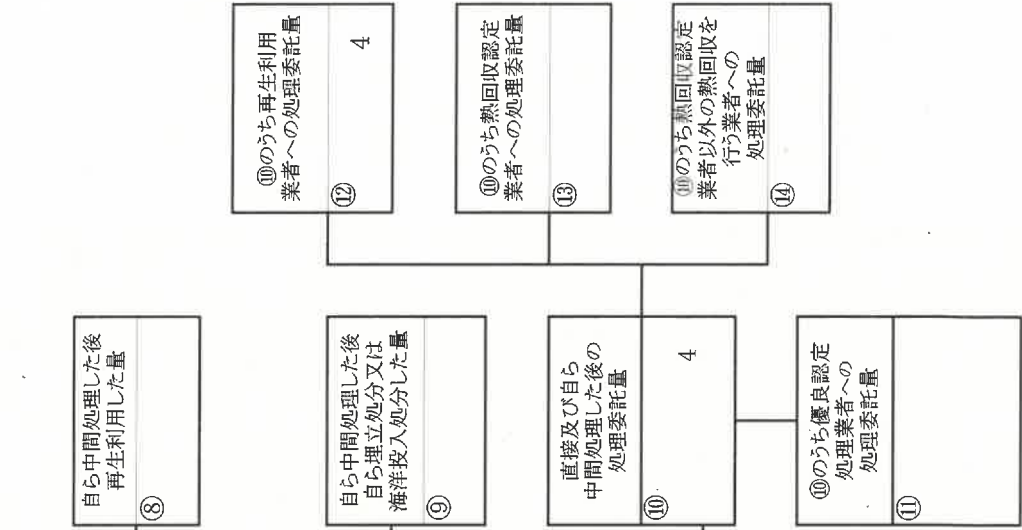 自ら中間処理した後
再生利用した量
⑧
自ら中間処理した後
自ら埋立処分又は
海洋投入処分した量
⑨
直接及び自ら
中間処理した後の
処理委託量
⑩
4
⑩のうち優良認定
処理業者への
処理委託量
⑪
⑩のうち再生利用
業者への処理委託量
⑫
4
⑩のうち熱回収認定
業者への処理委託量
⑬
⑩のうち熱回収認定
業者以外の熱回収を
行う業者への
処理委託量
⑭